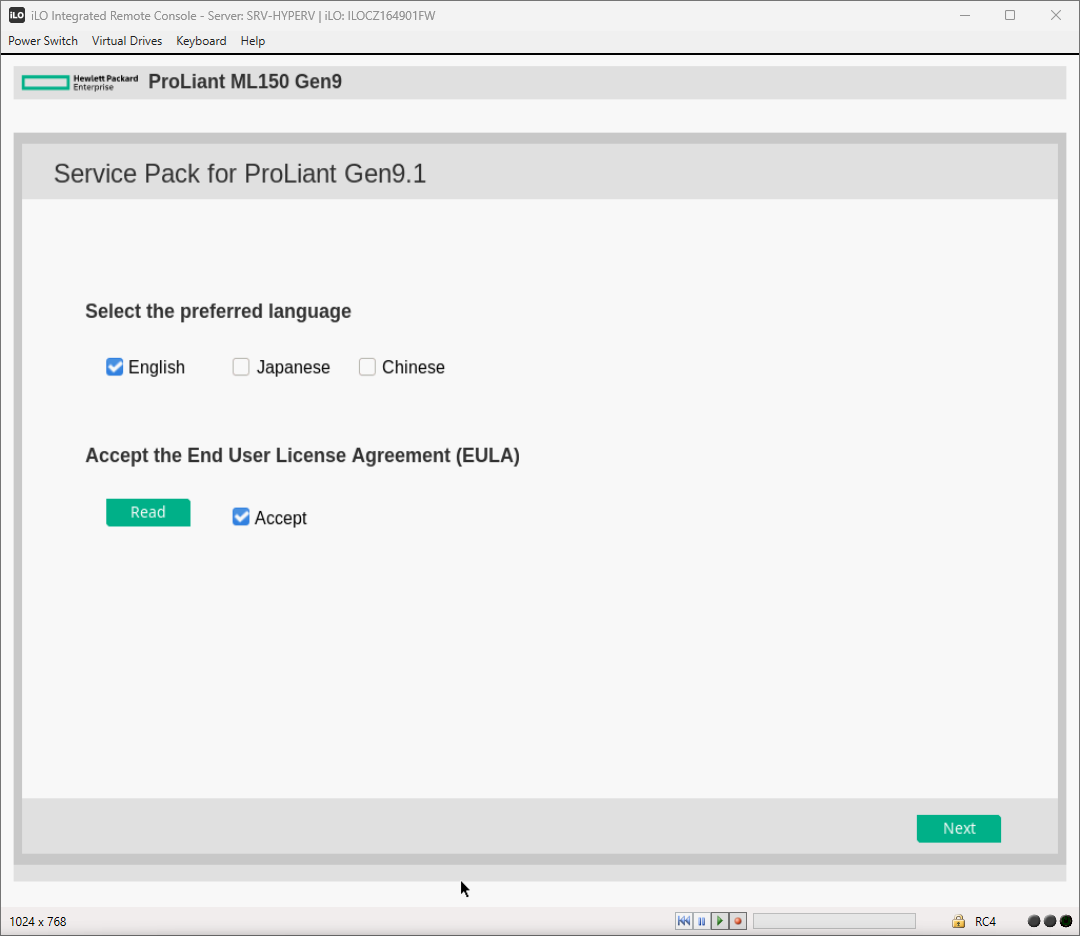 iLO iLO Integrated Remote Console - Server: SRV-HYPERV | iLO: ILOCZ164901FW
Power Switch Virtual Drives Keyboard Help
Hewlett Packard
Enterprise
ProLiant ML150 Gen9
Service Pack for ProLiant Gen9.1
Select the preferred language
English Japanese Chinese
Accept the End User License Agreement (EULA)
Read Accept
Next
1024 x 768 RC4